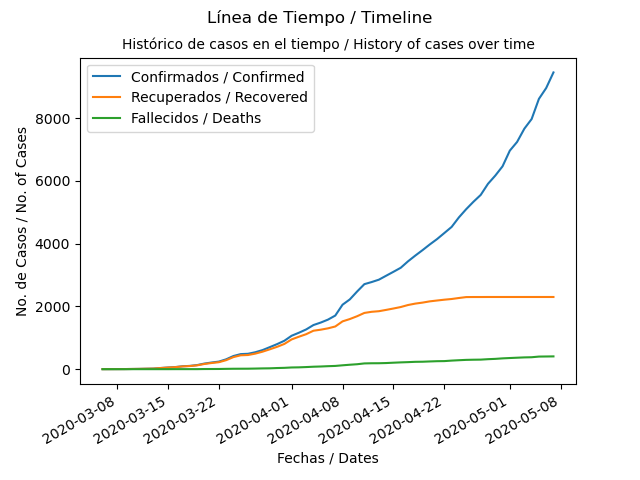 Línea de Tiempo / Timeline
Histórico de casos en el tiempo / History of cases over time
Confirmados / Confirmed
Recuperados / Recovered
Fallecidos / Deaths
No. de Casos / No. of Cases
8000
6000
4000
2000
0
2020-03-08
2020-03-15
2020-03-22
2020-04-01
2020-04-08
2020-04-15
2020-04-22
2020-05-01
2020-05-08
Fechas / Dates